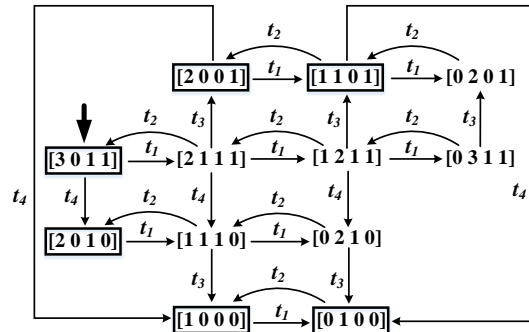 t₂ t₂
[2 0 0 1] t₁ [1 1 0 1] t₁ [0 2 0 1]
t₂ t₃ t₂ t₃ t₂ t₃
[3 0 1 1] t₁ [2 1 1 1] t₁ [1 2 1 1] t₁ [0 3 1 1]
t₄ t₄ t₄ t₄ t₄
t₂ t₂
[2 0 1 0] t₁ [1 1 1 0] t₁ [0 2 1 0]
t₃ t₂ t₃
[1 0 0 0] t₁ [0 1 0 0]